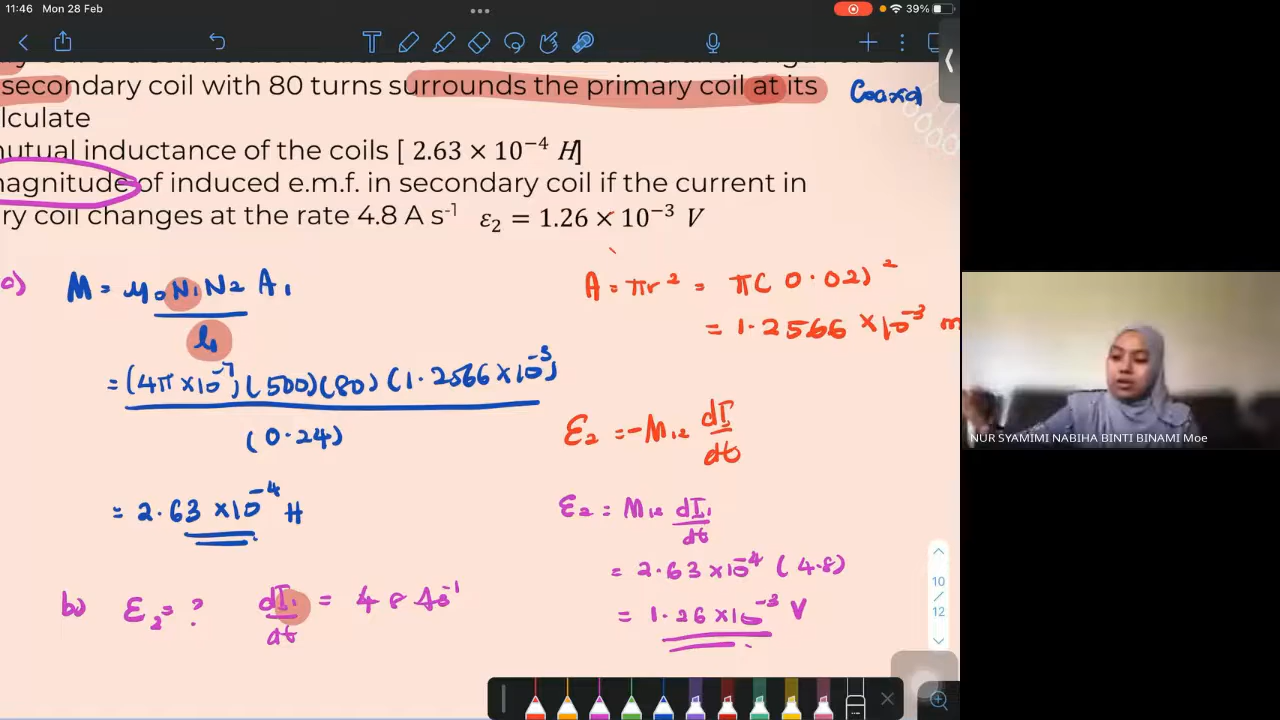 11:46 Mon 28 Feb
39%
secondary coil with 80 turns surrounds the primary coil at its
lculate
nutual inductance of the coils [ 2.63 × 10⁻⁴ H]
nagnitude of induced e.m.f. in secondary coil if the current in
ry coil changes at the rate 4.8 A s⁻¹ ε₂ = 1.26 × 10⁻³ V
Coaxal
a) M = μ₀N₁N₂A₁
l₁
= (4π×10⁻⁷)(500)(80)(1.2566×10⁻³)
(0.24)
= 2.63 ×10⁻⁴ H
A = πr² = π(0.02)²
= 1.2566 ×10⁻³ m
ε₂ = -M₁₂ dI
dt
ε₂ = M₁₂ dI₁
dt
= 2.63 ×10⁻⁴ (4.8)
= 1.26×10⁻³ V
b) ε₂ = ? dI₁ = 4.8 As⁻¹
dt
10
/
12
NUR SYAMIMI NABIHA BINTI BINAMI Moe